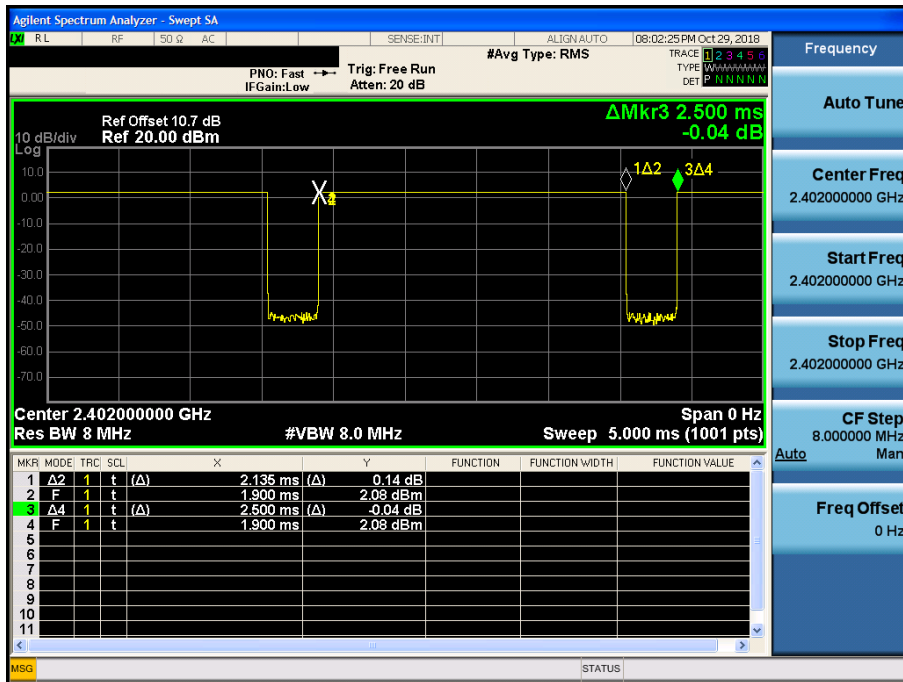 Agilent Spectrum Analyzer - Swept SA
LXI RL RF 50 Ω AC SENSE:INT ALIGN AUTO 08:02:25 PM Oct 29, 2018
#Avg Type: RMS
TRACE 1 2 3 4 5 6
TYPE
DET P N N N N N
PNO: Fast Trig: Free Run
IFGain:Low Atten: 20 dB
Frequency
Auto Tune
Center Freq
2.402000000 GHz
Start Freq
2.402000000 GHz
Stop Freq
2.402000000 GHz
CF Step
8.000000 MHz
Auto Man
Freq Offset
0 Hz
ΔMkr3 2.500 ms
-0.04 dB
Ref Offset 10.7 dB
10 dB/div Ref 20.00 dBm
Log
10.0
0.00
-10.0
-20.0
-30.0
-40.0
-50.0
-60.0
-70.0
X
1Δ2
3Δ4
Center 2.402000000 GHz Span 0 Hz
Res BW 8 MHz #VBW 8.0 MHz Sweep 5.000 ms (1001 pts)
MKR MODE TRC SCL X Y FUNCTION FUNCTION WIDTH FUNCTION VALUE
1 Δ2 1 t (Δ) 2.135 ms (Δ) 0.14 dB
2 F 1 t 1.900 ms 2.08 dBm
3 Δ4 1 t (Δ) 2.500 ms (Δ) -0.04 dB
4 F 1 t 1.900 ms 2.08 dBm
5
6
7
8
9
10
11
MSG STATUS